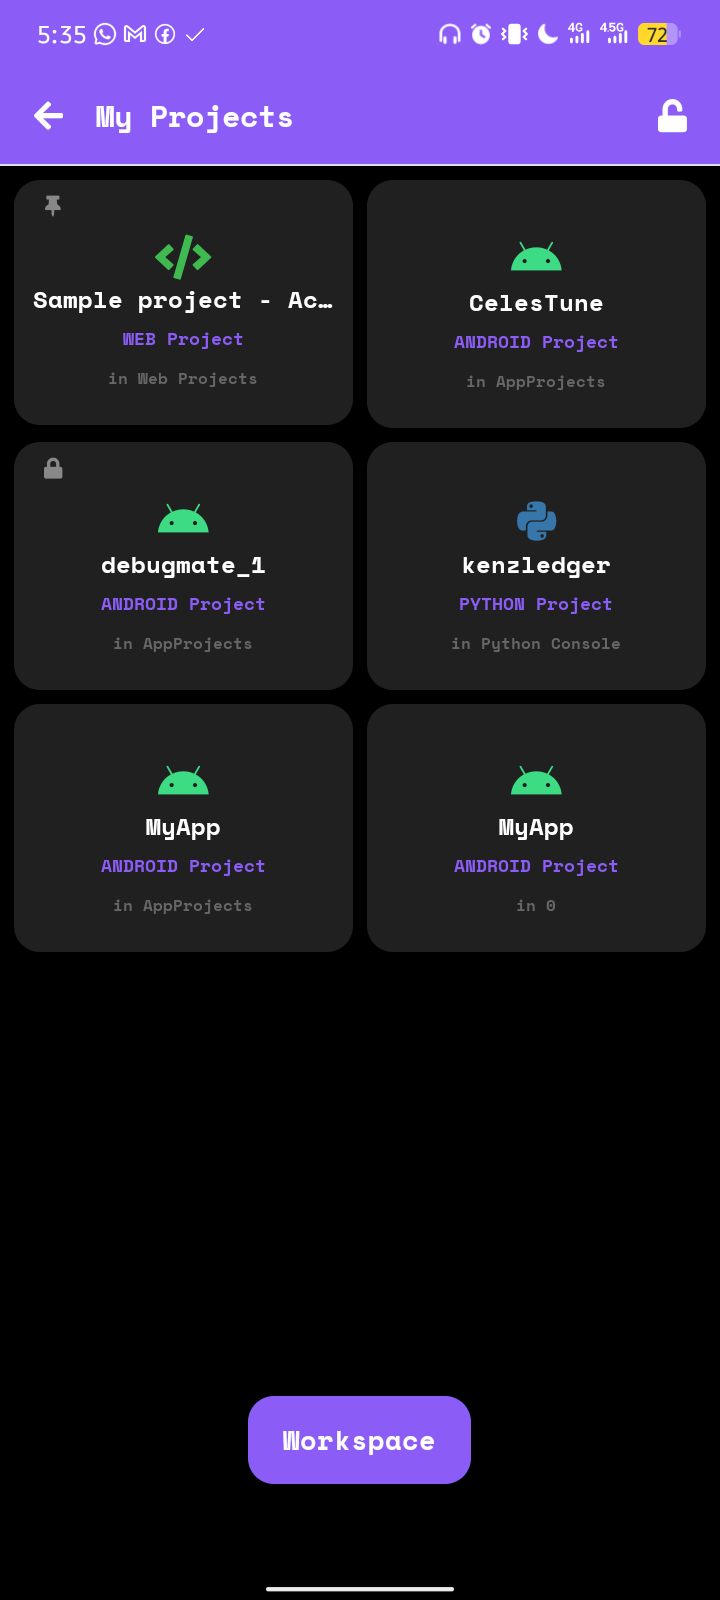 5:35 4G 4.5G 72
My Projects
Sample project - Ac…
WEB Project
in Web Projects
CelesTune
ANDROID Project
in AppProjects
debugmate_1
ANDROID Project
in AppProjects
kenzledger
PYTHON Project
in Python Console
MyApp
ANDROID Project
in AppProjects
MyApp
ANDROID Project
in 0
Workspace